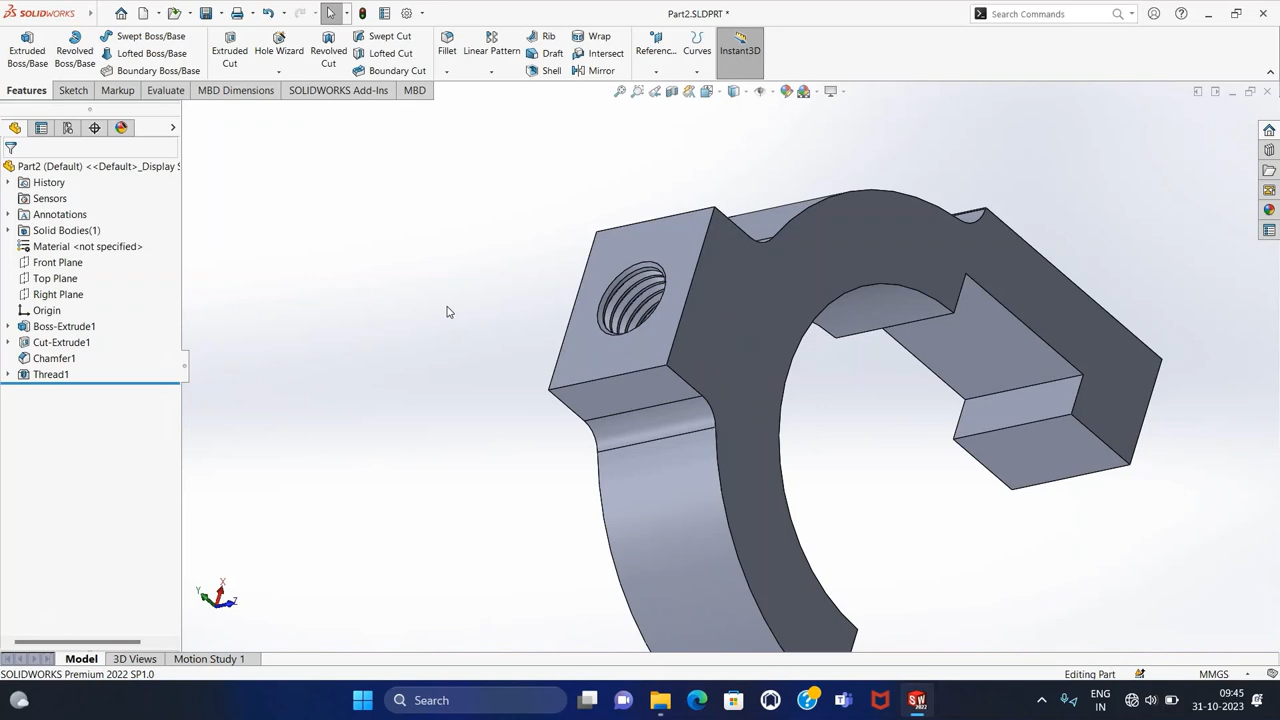 SOLIDWORKS
Part2.SLDPRT *
Search Commands
Extruded Boss/Base
Revolved Boss/Base
Swept Boss/Base
Lofted Boss/Base
Boundary Boss/Base
Extruded Cut
Hole Wizard
Revolved Cut
Swept Cut
Lofted Cut
Boundary Cut
Fillet
Linear Pattern
Rib
Draft
Shell
Wrap
Intersect
Mirror
Referenc...
Curves
Instant3D
Features
Sketch
Markup
Evaluate
MBD Dimensions
SOLIDWORKS Add-Ins
MBD
Part2 (Default) <<Default>_Display S
History
Sensors
Annotations
Solid Bodies(1)
Material <not specified>
Front Plane
Top Plane
Right Plane
Origin
Boss-Extrude1
Cut-Extrude1
Chamfer1
Thread1
X
Y
Z
Model
3D Views
Motion Study 1
SOLIDWORKS Premium 2022 SP1.0
Editing Part
MMGS
Search
SW
2022
ENG
IN
09:45
31-10-2023